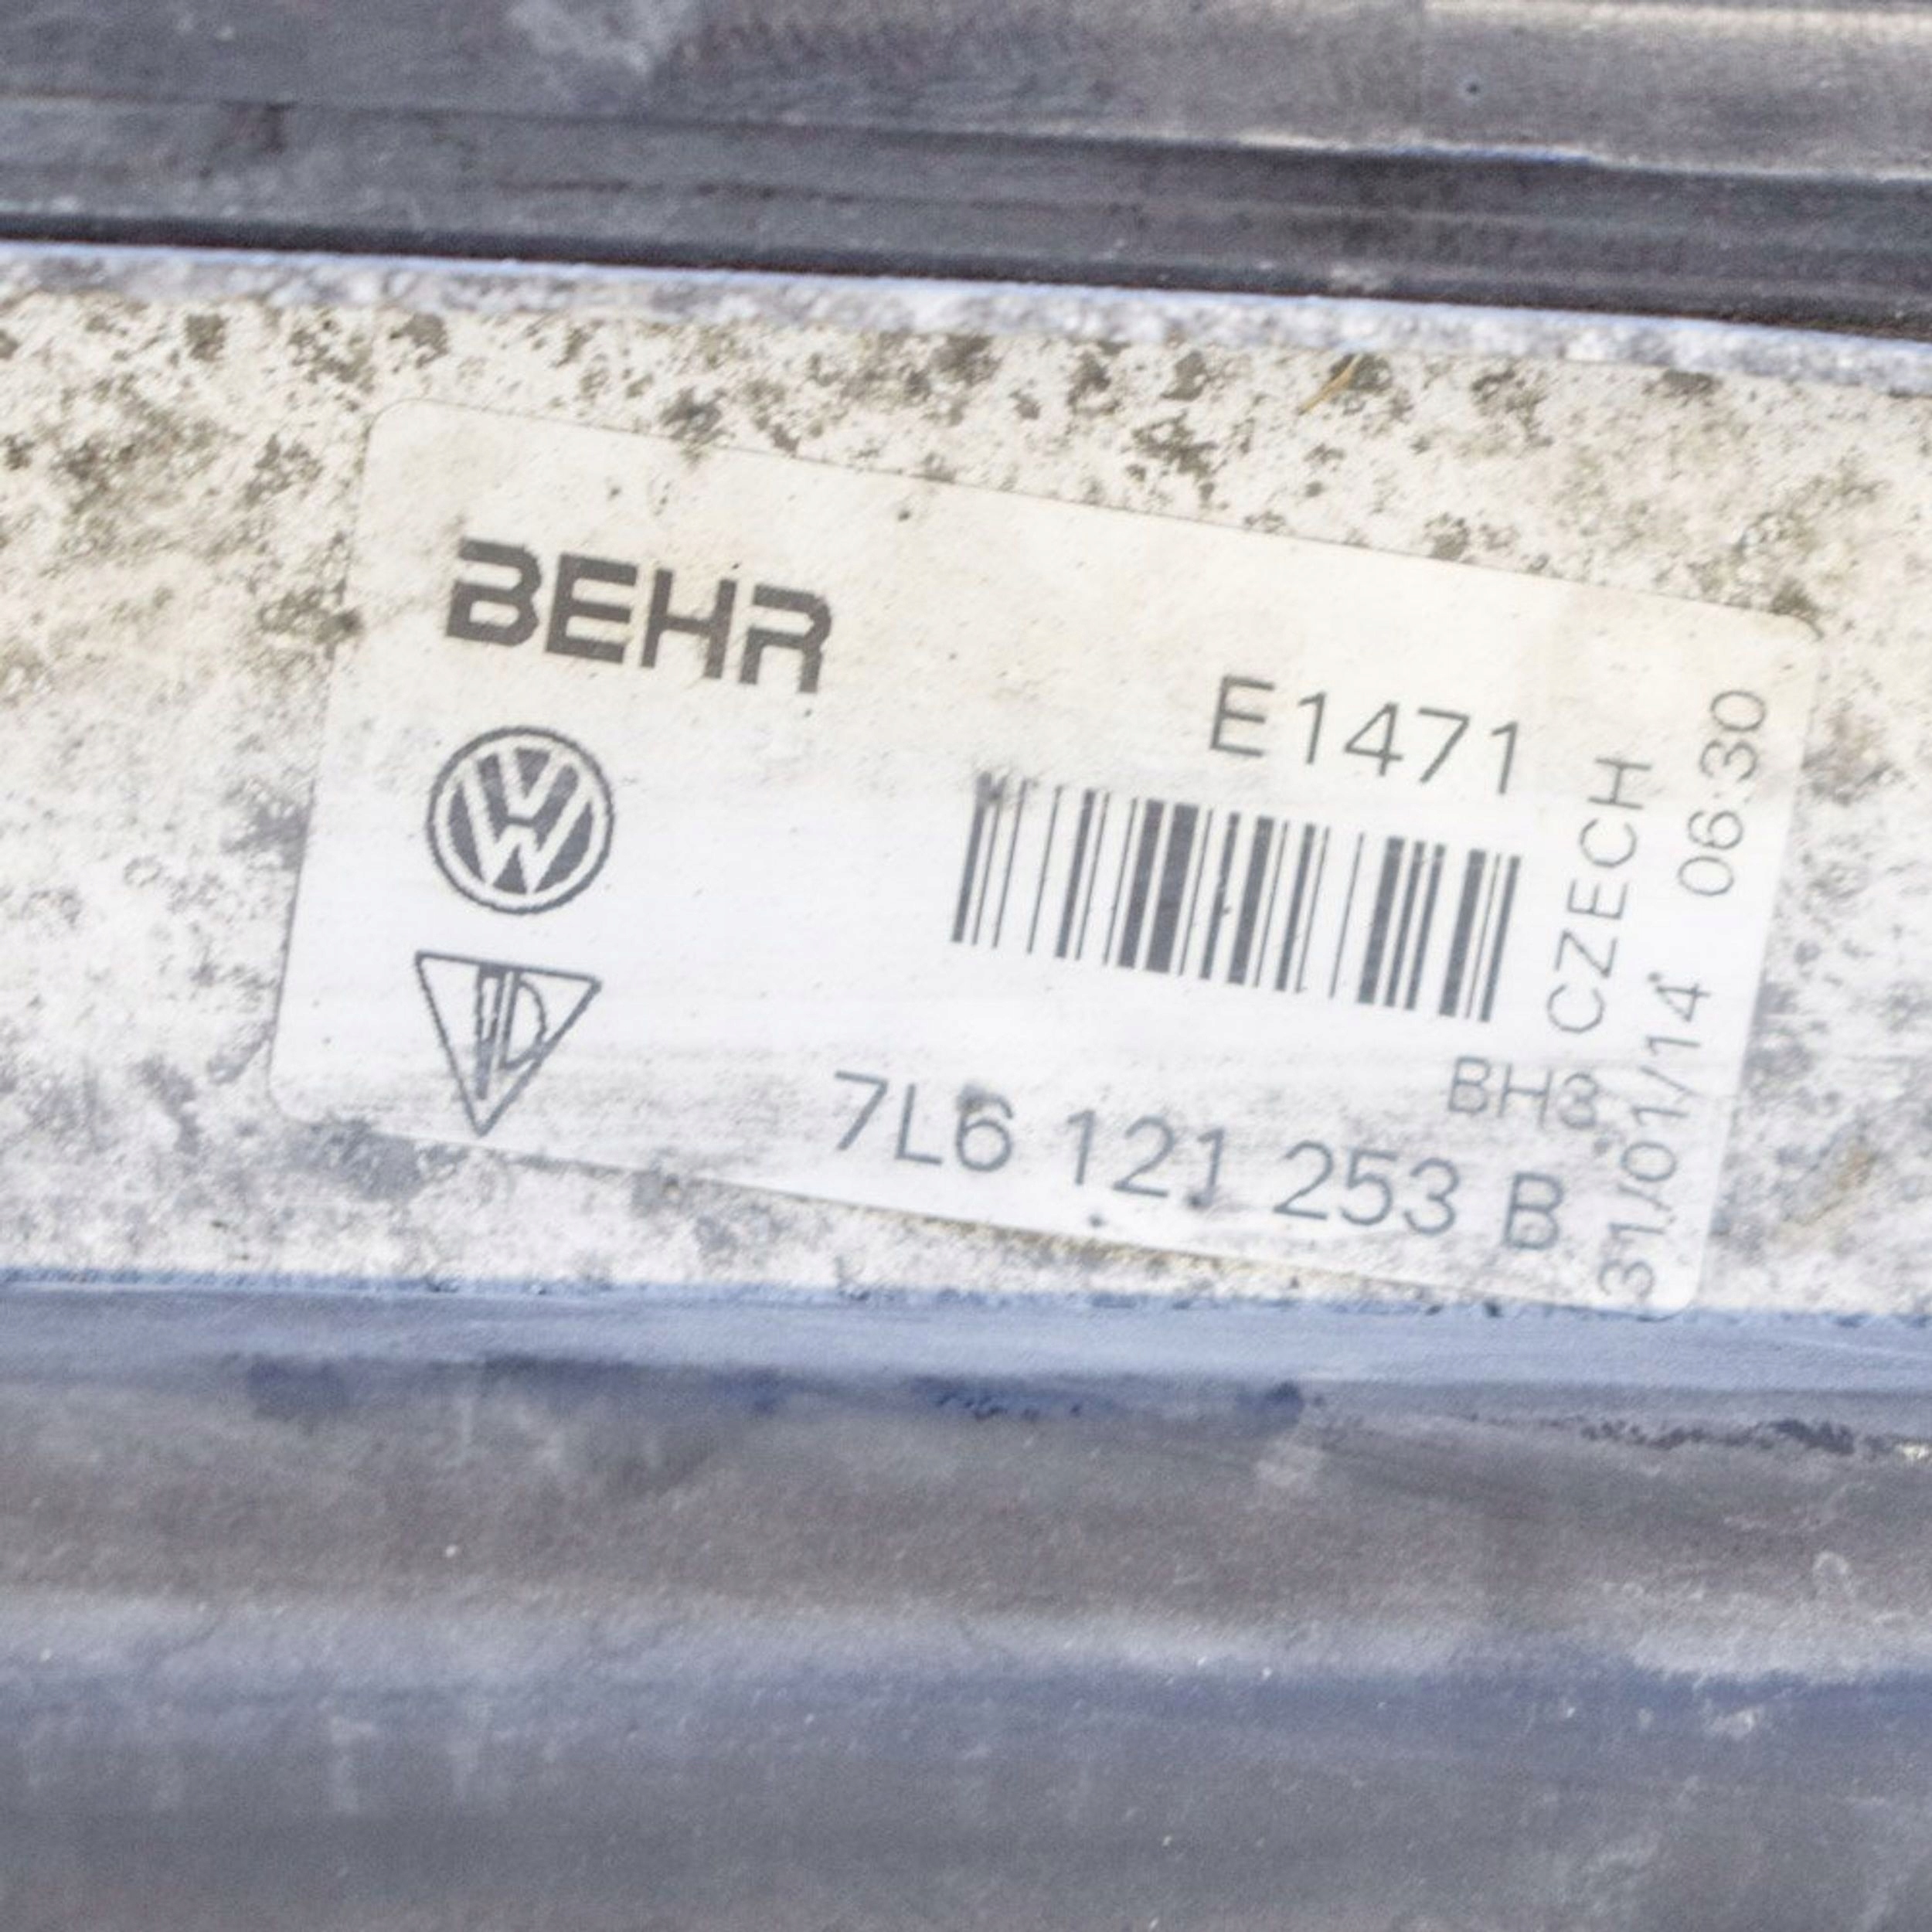 BEHR
E1471
CZECH
06:30
BH3
31/01/14
7L6 121 253 B